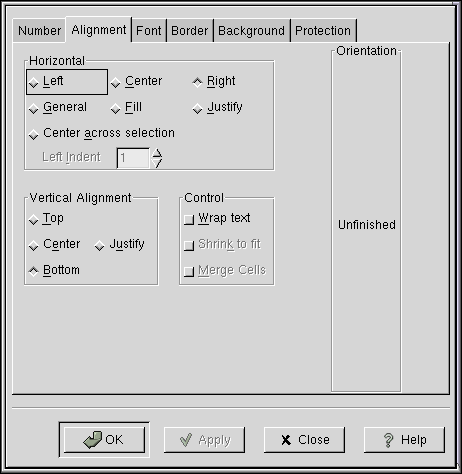 Number Alignment Font Border Background Protection
Horizontal
Left Center Right
General Fill Justify
Center across selection
Left Indent 1
Vertical Alignment
Top
Center Justify
Bottom
Control
Wrap text
Shrink to fit
Merge Cells
Orientation
Unfinished
OK Apply Close Help